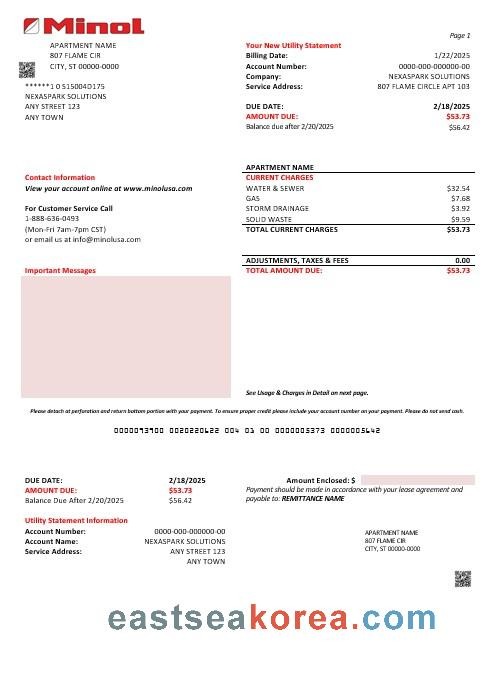 Minol
Page 1
APARTMENT NAME
807 FLAME CIR
CITY, ST 00000-0000
******1 0 515004D175
NEXASPARK SOLUTIONS
ANY STREET 123
ANY TOWN
Your New Utility Statement
Billing Date: 1/22/2025
Account Number: 0000-000-000000-00
Company: NEXASPARK SOLUTIONS
Service Address: 807 FLAME CIRCLE APT 103
DUE DATE: 2/18/2025
AMOUNT DUE: $53.73
Balance due after 2/20/2025 $56.42
Contact Information
View your account online at www.minolusa.com
For Customer Service Call
1-888-636-0493
(Mon-Fri 7am-7pm CST)
or email us at info@minolusa.com
APARTMENT NAME
CURRENT CHARGES
WATER & SEWER $32.54
GAS $7.68
STORM DRAINAGE $3.92
SOLID WASTE $9.59
TOTAL CURRENT CHARGES $53.73
ADJUSTMENTS, TAXES & FEES 0.00
TOTAL AMOUNT DUE: $53.73
Important Messages
See Usage & Charges in Detail on next page.
Please detach at perforation and return bottom portion with your payment. To ensure proper credit please include your account number on your payment. Please do not send cash.
0000093900 0020220622 004 01 00 0000005373 0000005642
DUE DATE: 2/18/2025
AMOUNT DUE: $53.73
Balance Due After 2/20/2025 $56.42
Amount Enclosed: $
Payment should be made in accordance with your lease agreement and
payable to: REMITTANCE NAME
Utility Statement Information
Account Number: 0000-000-000000-00
Account Name: NEXASPARK SOLUTIONS
Service Address: ANY STREET 123
ANY TOWN
APARTMENT NAME
807 FLAME CIR
CITY, ST 00000-0000
eastseakorea.com